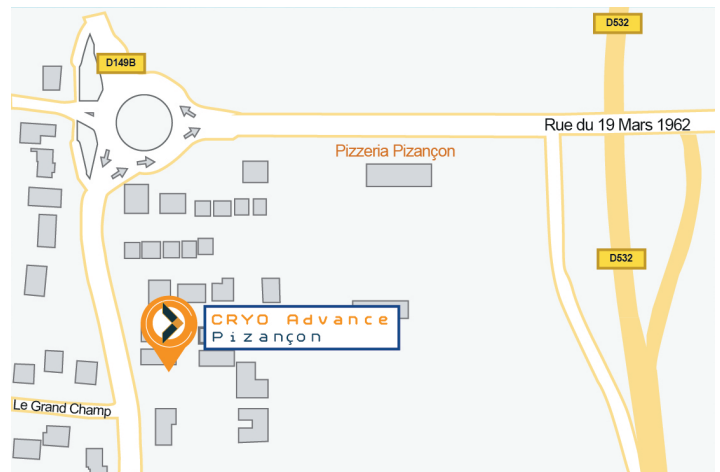 D532
D149B
Rue du 19 Mars 1962
Pizzeria Pizançon
D532
CRYO Advance
Pizançon
Le Grand Champ